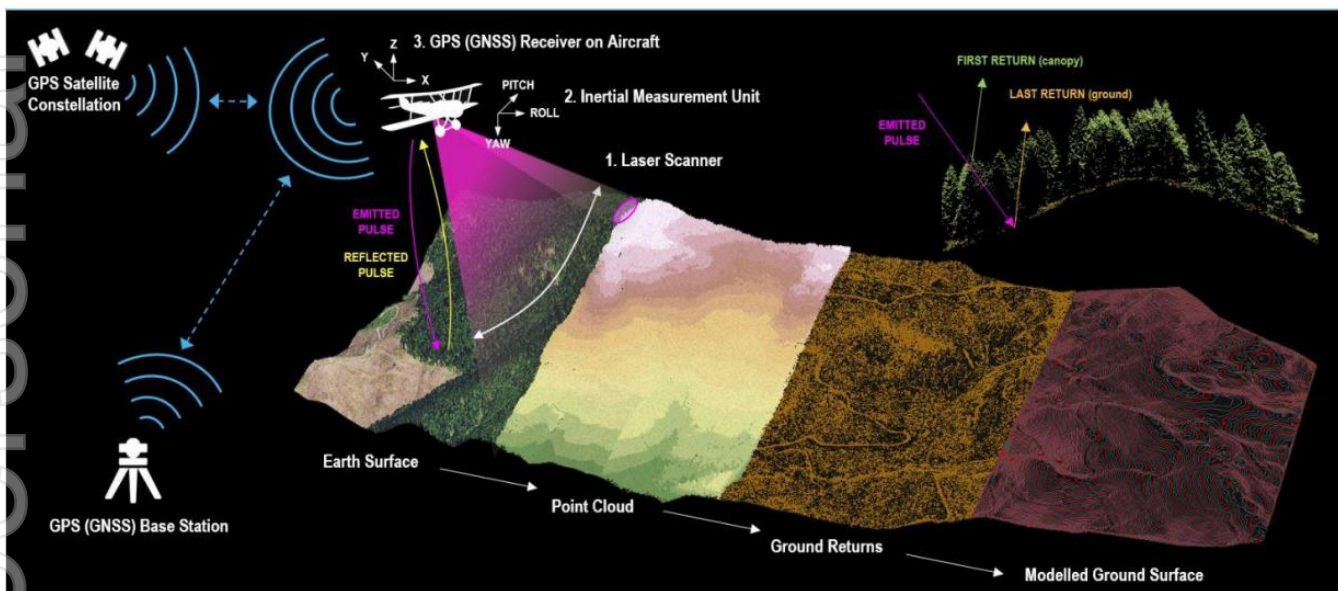 3. GPS (GNSS) Receiver on Aircraft
Z
Y
X
GPS Satellite
Constellation
PITCH
2. Inertial Measurement Unit
ROLL
YAW
1. Laser Scanner
EMITTED
PULSE
REFLECTED
PULSE
FIRST RETURN (canopy)
LAST RETURN (ground)
EMITTED
PULSE
Earth Surface
Point Cloud
GPS (GNSS) Base Station
Ground Returns
Modelled Ground Surface